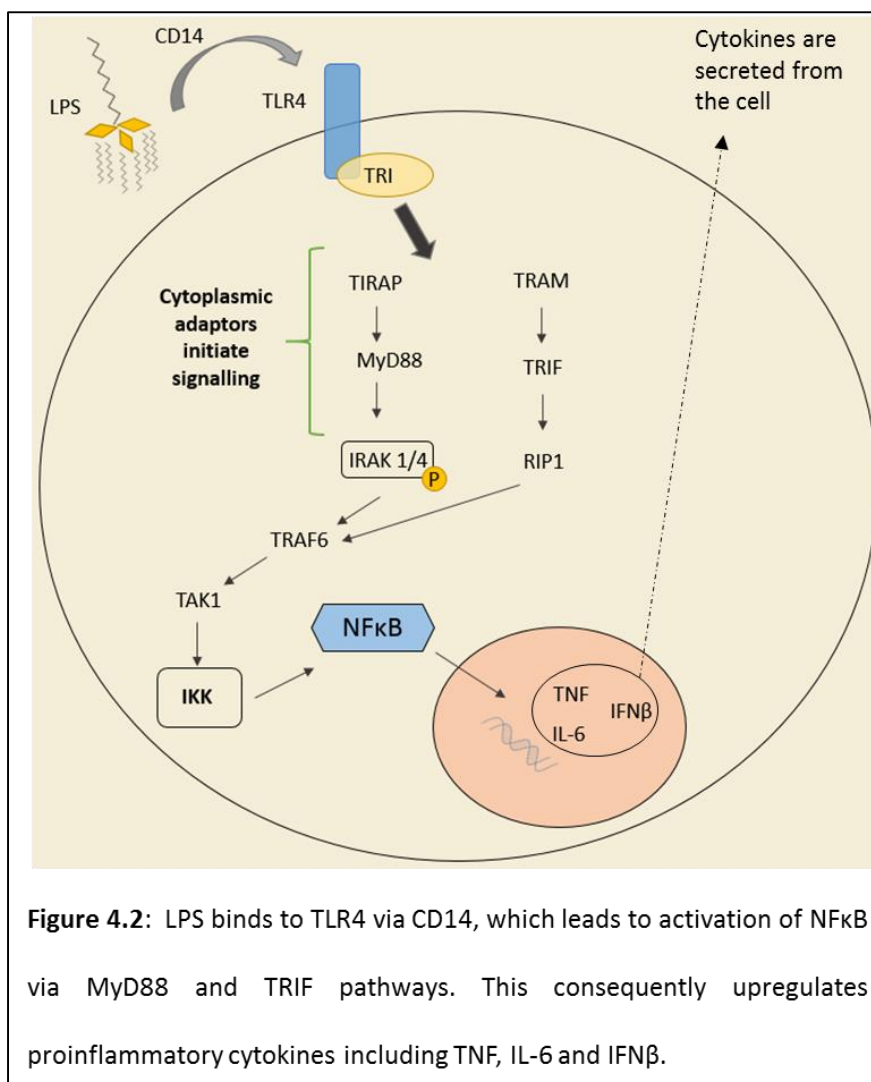 CD14
LPS
TLR4
Cytokines are
secreted from
the cell
TRI
Cytoplasmic
adaptors
initiate
signalling
TIRAP
TRAM
MyD88
TRIF
IRAK 1/4
P
RIP1
TRAF6
TAK1
NFκB
IKK
TNF
IFNβ
IL-6
Figure 4.2: LPS binds to TLR4 via CD14, which leads to activation of NFκB
via MyD88 and TRIF pathways. This consequently upregulates
proinflammatory cytokines including TNF, IL-6 and IFNβ.